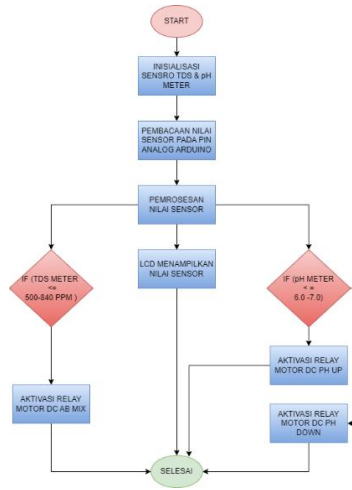 START
INISIALISASI
SENSRO TDS & pH
METER
PEMBACAAN NILAI
SENSOR PADA PIN
ANALOG ARDUINO
PEMROSESAN
NILAI SENSOR
IF (TDS METER
<=
500-840 PPM )
LCD MENAMPILKAN
NILAI SENSOR
IF (pH METER
< =
6.0 -7.0)
AKTIVASI RELAY
MOTOR DC PH UP
AKTIVASI RELAY
MOTOR DC AB MIX
AKTIVASI RELAY
MOTOR DC PH
DOWN
SELESAI